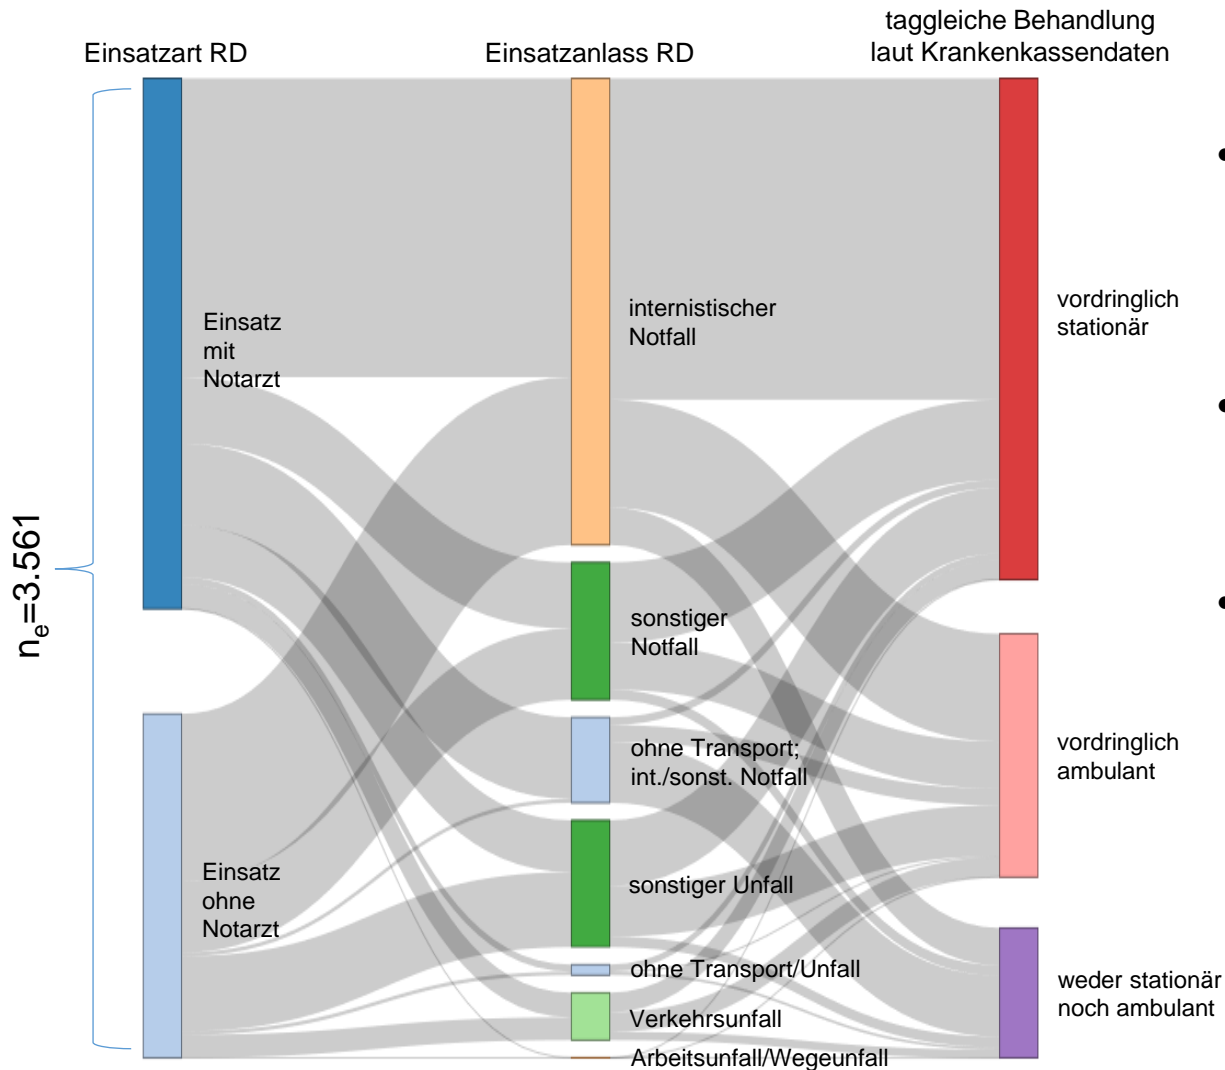 taggleiche Behandlung
laut Krankenkassendaten
Einsatzart RD
Einsatzanlass RD
n_e=3.561
Einsatz
mit
Notarzt
Einsatz
ohne
Notarzt
internistischer
Notfall
sonstiger
Notfall
ohne Transport;
int./sonst. Notfall
sonstiger Unfall
ohne Transport/Unfall
Verkehrsunfall
Arbeitsunfall/Wegeunfall
vordringlich
stationär
vordringlich
ambulant
weder stationär
noch ambulant